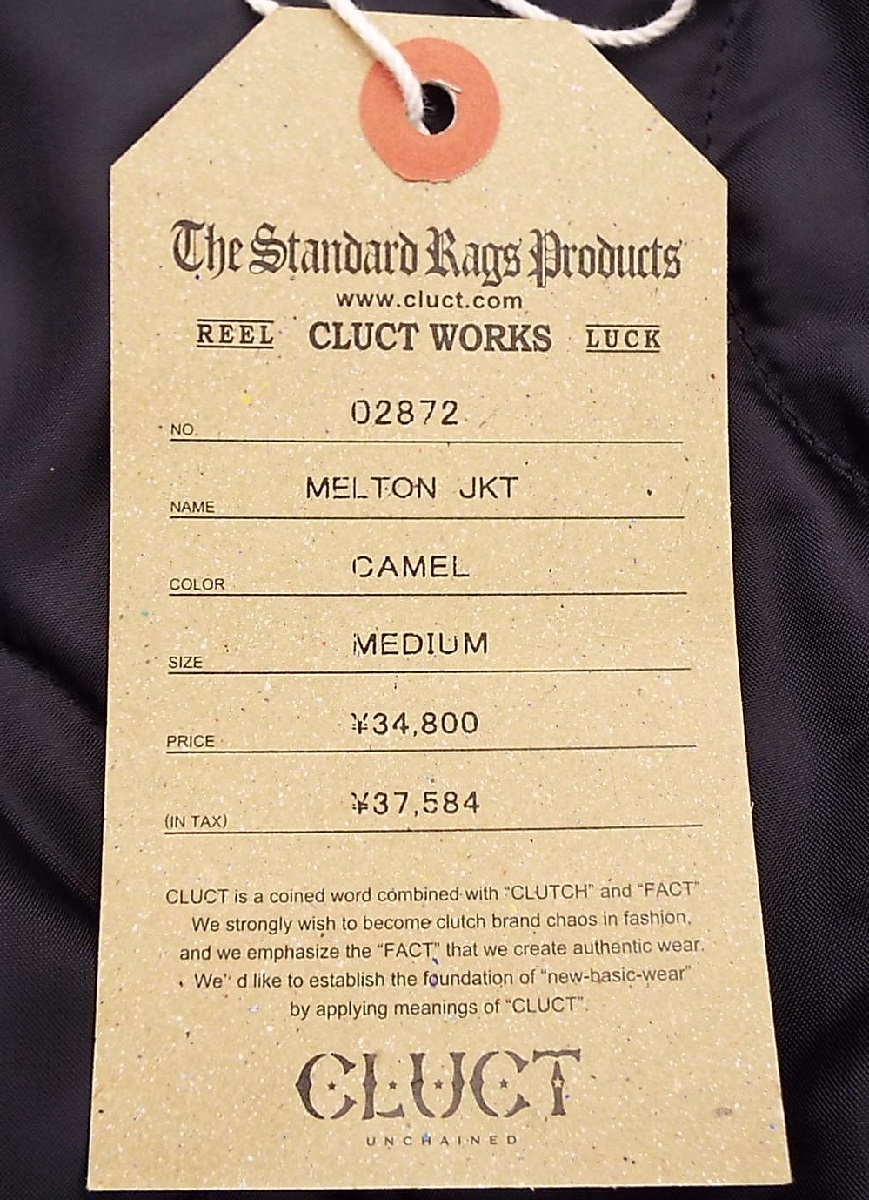 The Standard Rags Products
www.cluct.com
REEL CLUCT WORKS LUCK
NO. 02872
NAME MELTON JKT
COLOR CAMEL
SIZE MEDIUM
PRICE ¥34,800
(IN TAX) ¥37,584
CLUCT is a coined word combined with “CLUTCH” and “FACT”
We strongly wish to become clutch brand chaos in fashion,
and we emphasize the “FACT” that we create authentic wear.
We'' d like to establish the foundation of “new-basic-wear”
by applying meanings of “CLUCT”.
CLUCT
UNCHAINED